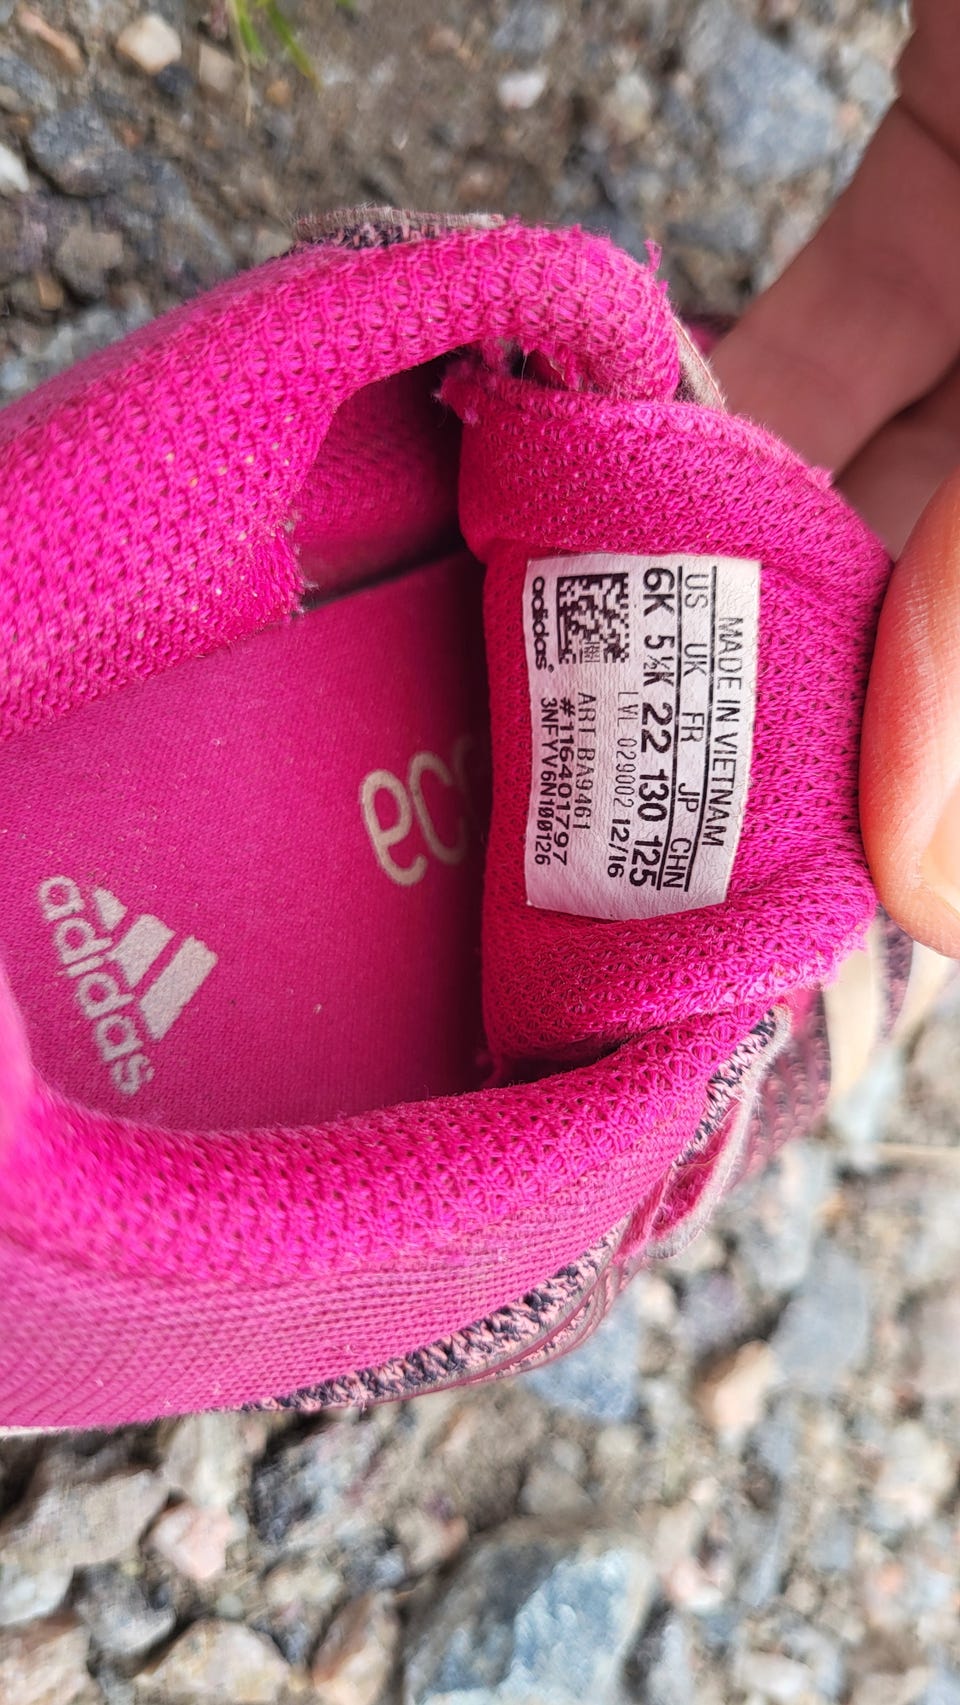 MADE IN VIETNAM
US UK FR JP CHN
6K 5½K 22 130 125
LVL 029002 12/16
ART BA9461
#116401797
3NFYV6N100126
adidas
adidas